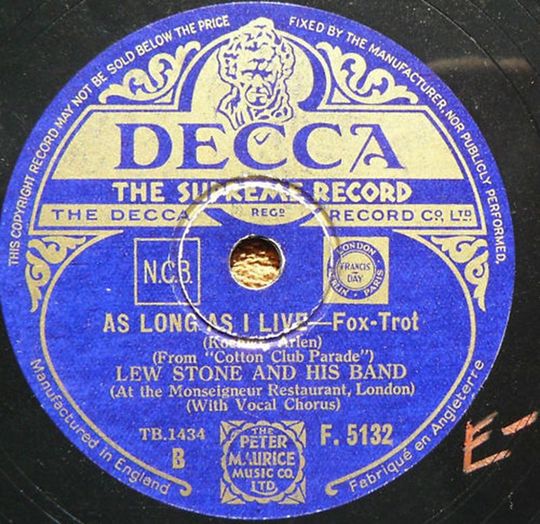 THIS COPYRIGHT RECORD MAY NOT BE SOLD BELOW THE PRICE FIXED BY THE MANUFACTURER, NOR PUBLICLY PERFORMED,
DECCA
THE SUPREME RECORD
THE DECCA REGD RECORD CO, LTD
N.C.B.
LONDON
FRANCIS DAY
BERLIN - PARIS
AS LONG AS I LIVE—Fox-Trot
(Koehler, Arlen)
(From "Cotton Club Parade")
LEW STONE AND HIS BAND
(At the Monseigneur Restaurant, London)
(With Vocal Chorus)
TB.1434
B
THE
PETER
MAURICE
MUSIC CO.
LTD.
F. 5132
Manufactured in England
Fabriqué en Angleterre
E-